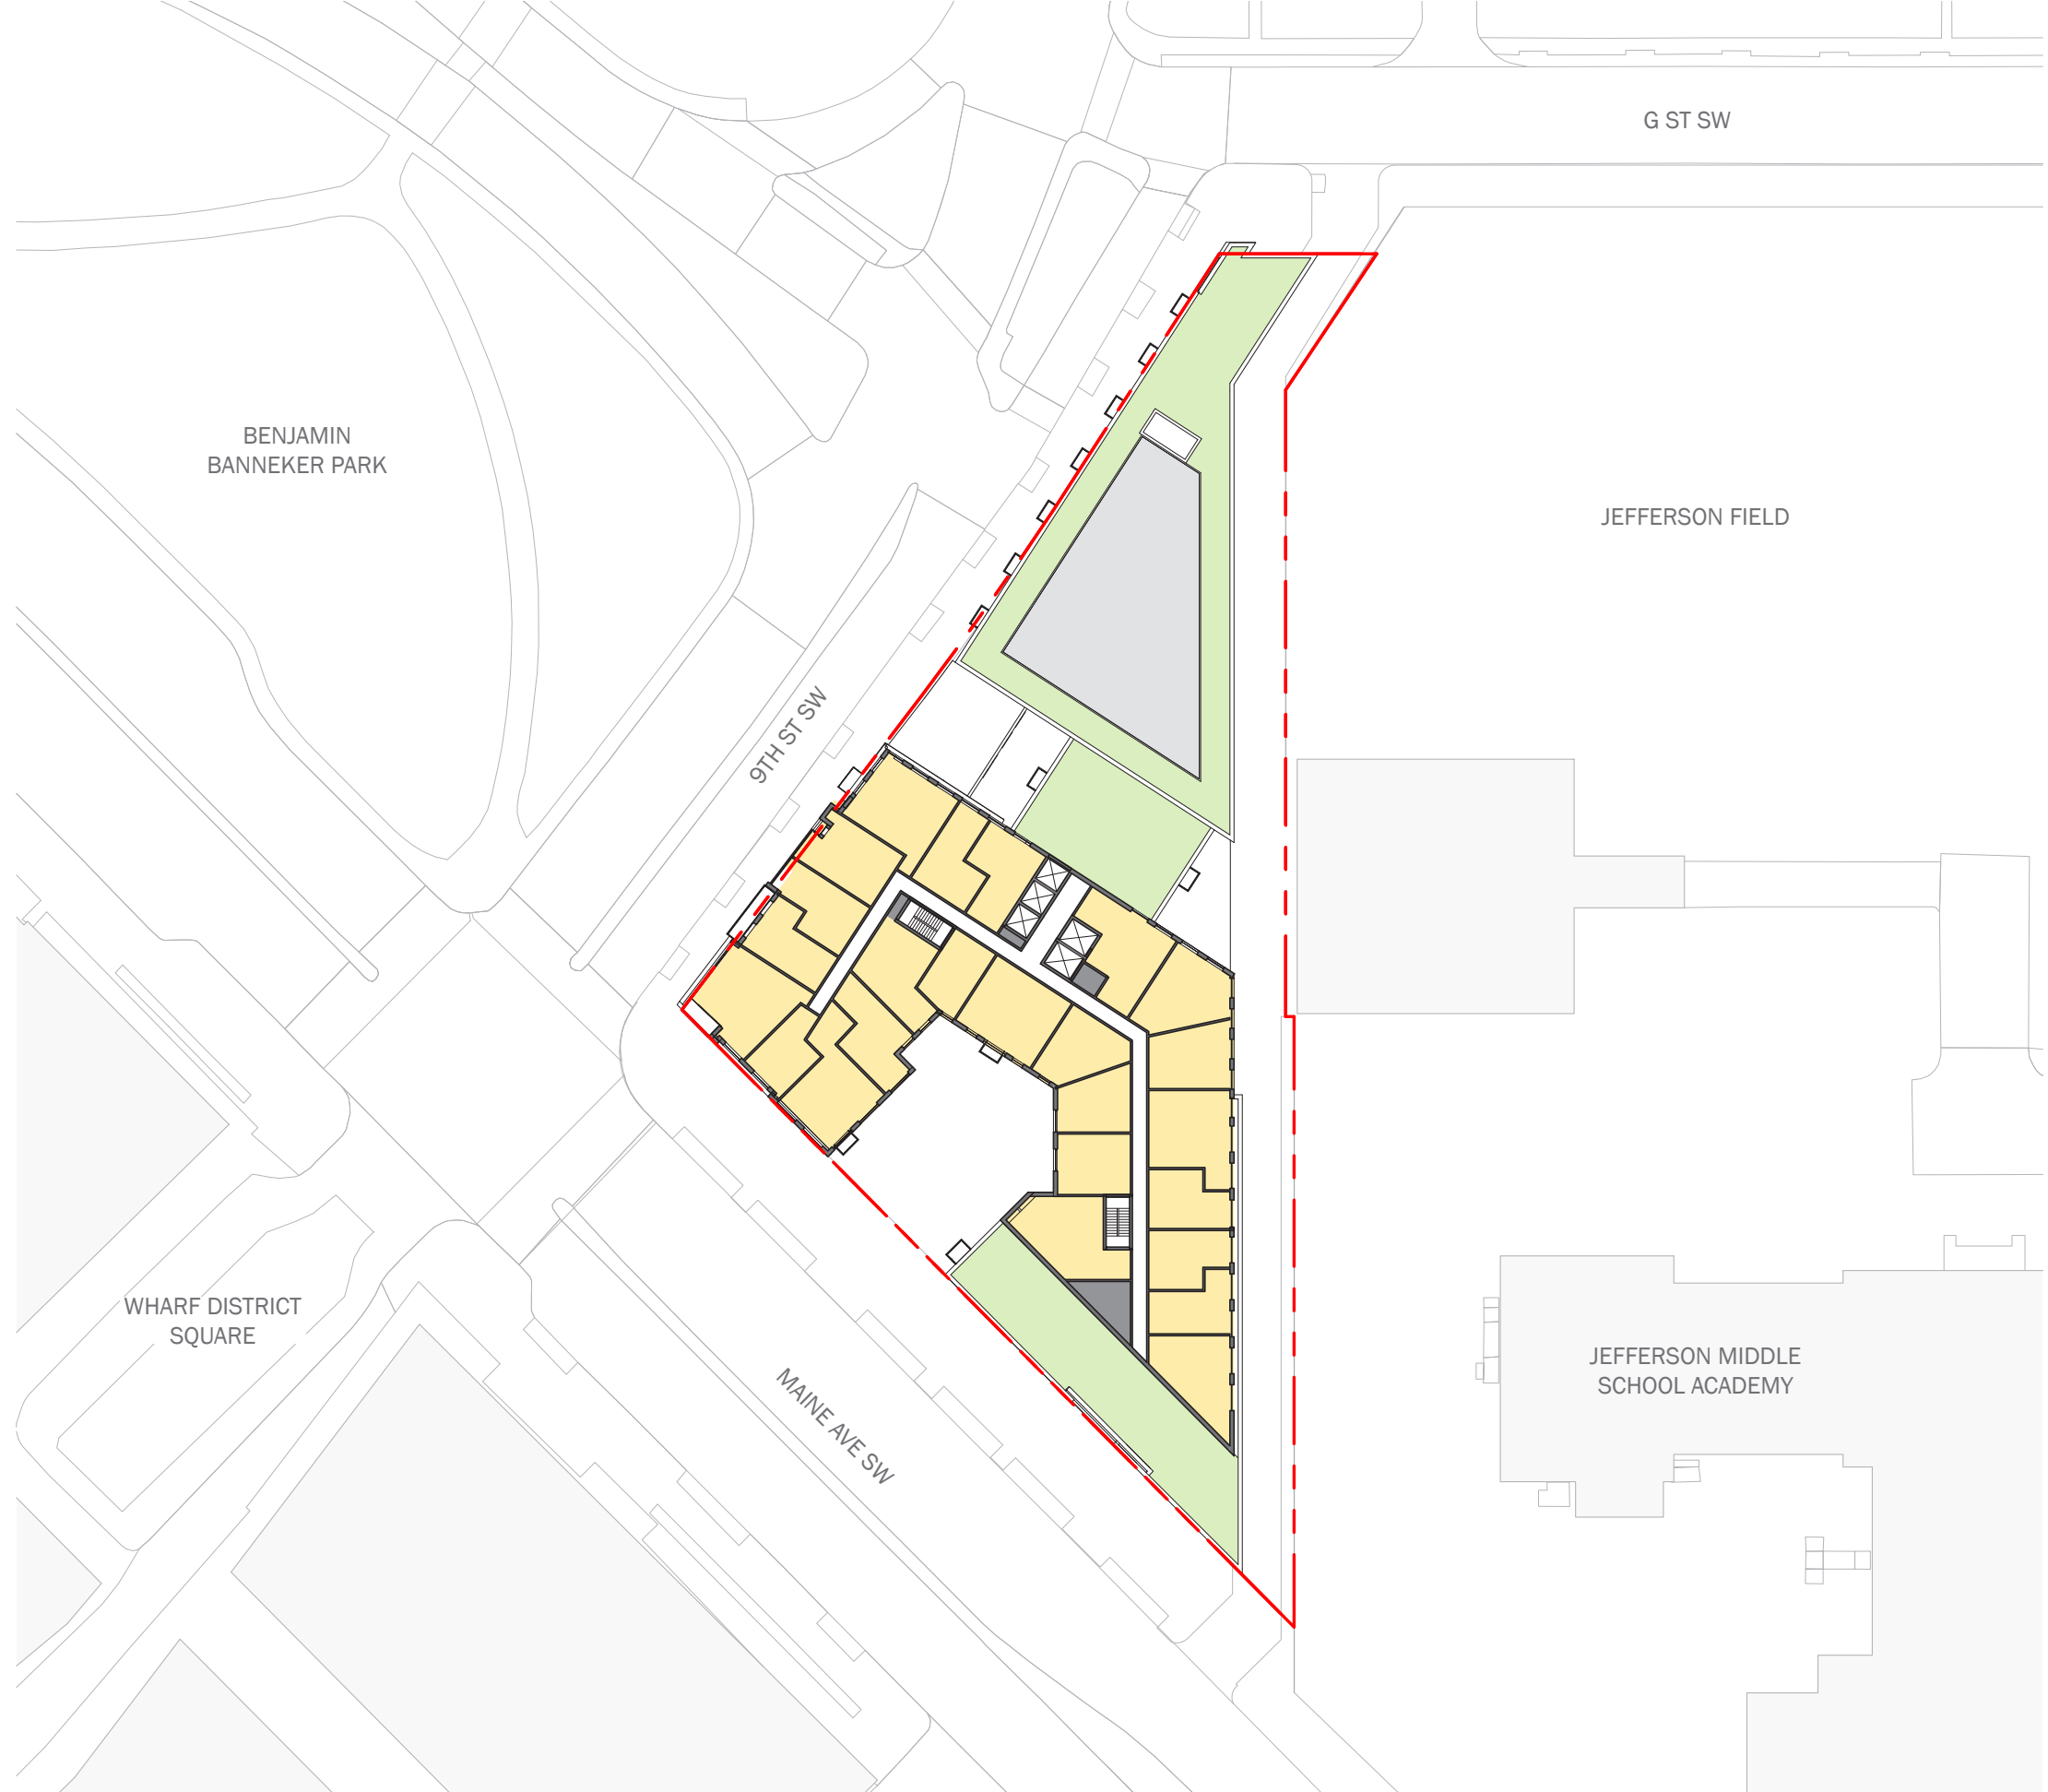 G ST SW
BENJAMIN
BANNEKER PARK
JEFFERSON FIELD
9TH ST SW
WHARF DISTRICT
SQUARE
JEFFERSON MIDDLE
SCHOOL ACADEMY
MAINE AVE SW